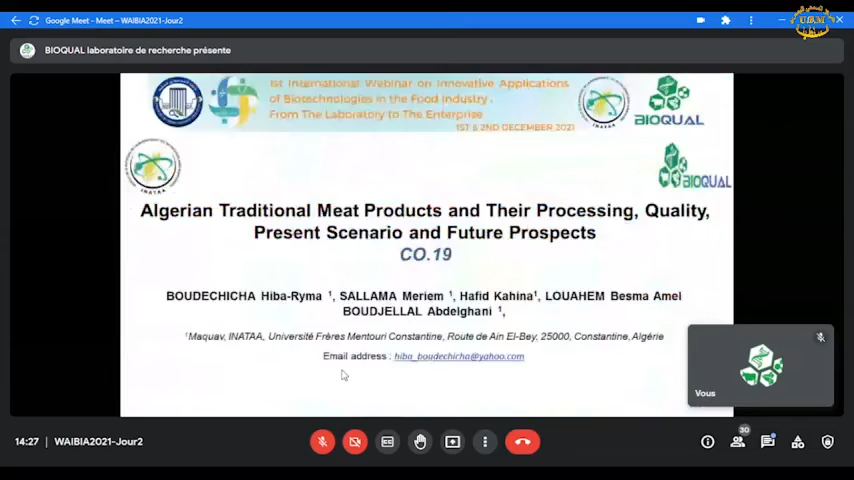 Google Meet - Meet – WAIBIA2021-Jour2
BIOQUAL laboratoire de recherche présente
1st International Webinar on Innovative Applications
of Biotechnologies in the Food Industry.
From The Laboratory to The Enterprise
1ST & 2ND DECEMBER 2021
INATAA
BIOQUAL
INATAA
BIOQUAL
Algerian Traditional Meat Products and Their Processing, Quality,
Present Scenario and Future Prospects
CO.19
BOUDECHICHA Hiba-Ryma ¹, SALLAMA Meriem ¹, Hafid Kahina¹, LOUAHEM Besma Amel
BOUDJELLAL Abdelghani ¹,
¹Maquav, INATAA, Université Frères Mentouri Constantine, Route de Ain El-Bey, 25000, Constantine, Algérie
Email address : hiba_boudechicha@yahoo.com
Vous
14:27 | WAIBIA2021-Jour2
30